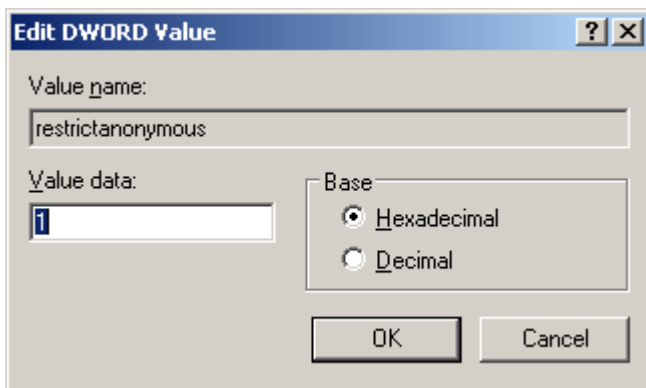 Edit DWORD Value
Value name:
restrictanonymous
Value data:
1
Base
Hexadecimal
Decimal
OK
Cancel